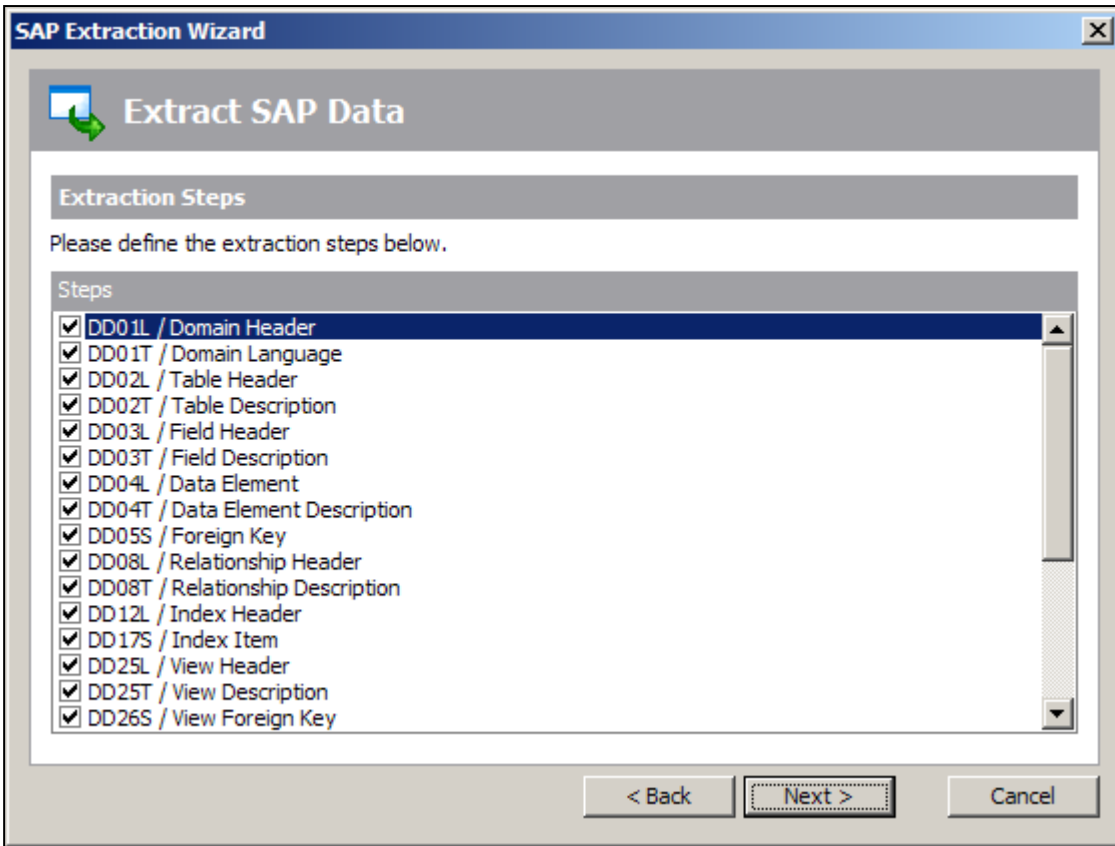 SAP Extraction Wizard
Extract SAP Data
Extraction Steps
Please define the extraction steps below.
Steps
DD01L / Domain Header
DD01T / Domain Language
DD02L / Table Header
DD02T / Table Description
DD03L / Field Header
DD03T / Field Description
DD04L / Data Element
DD04T / Data Element Description
DD05S / Foreign Key
DD08L / Relationship Header
DD08T / Relationship Description
DD12L / Index Header
DD17S / Index Item
DD25L / View Header
DD25T / View Description
DD26S / View Foreign Key
< Back Next > Cancel